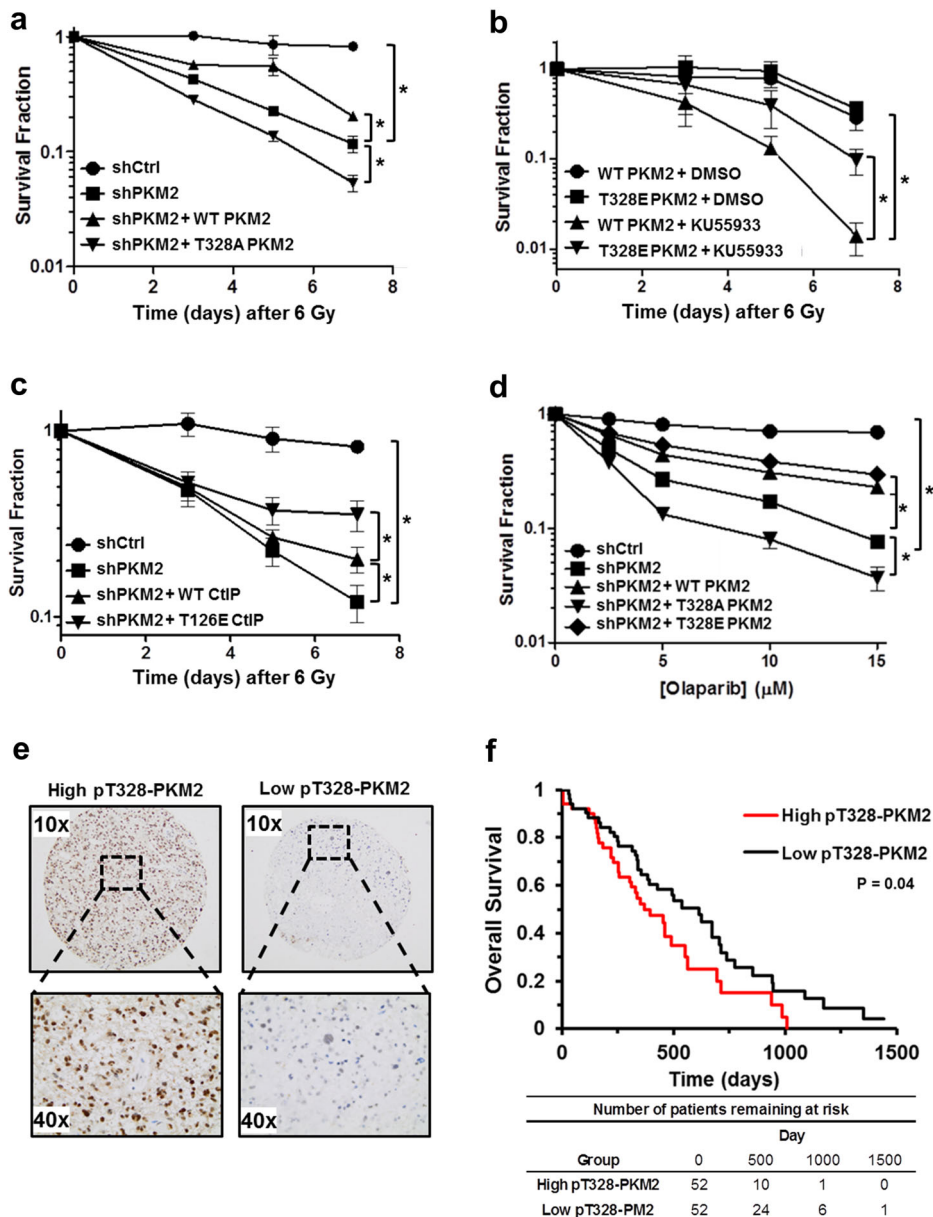 a
Survival Fraction
1
0.1
0.01
0 2 4 6 8
Time (days) after 6 Gy
shCtrl
shPKM2
shPKM2 + WT PKM2
shPKM2 + T328A PKM2
* * *
b
Survival Fraction
1
0.1
0.01
0 2 4 6 8
Time (days) after 6 Gy
WT PKM2 + DMSO
T328E PKM2 + DMSO
WT PKM2 + KU55933
T328E PKM2 + KU55933
* *
c
Survival Fraction
1
0.1
0 2 4 6 8
Time (days) after 6 Gy
shCtrl
shPKM2
shPKM2 + WT CtIP
shPKM2 + T126E CtIP
* * *
d
Survival Fraction
1
0.1
0.01
0 5 10 15
[Olaparib] (µM)
shCtrl
shPKM2
shPKM2 + WT PKM2
shPKM2 + T328A PKM2
shPKM2 + T328E PKM2
* * *
e
High pT328-PKM2
Low pT328-PKM2
10x
10x
40x
40x
f
Overall Survival
1
0.8
0.6
0.4
0.2
0
0 500 1000 1500
Time (days)
High pT328-PKM2
Low pT328-PKM2
P = 0.04
Number of patients remaining at risk
Day
Group 0 500 1000 1500
High pT328-PKM2 52 10 1 0
Low pT328-PM2 52 24 6 1